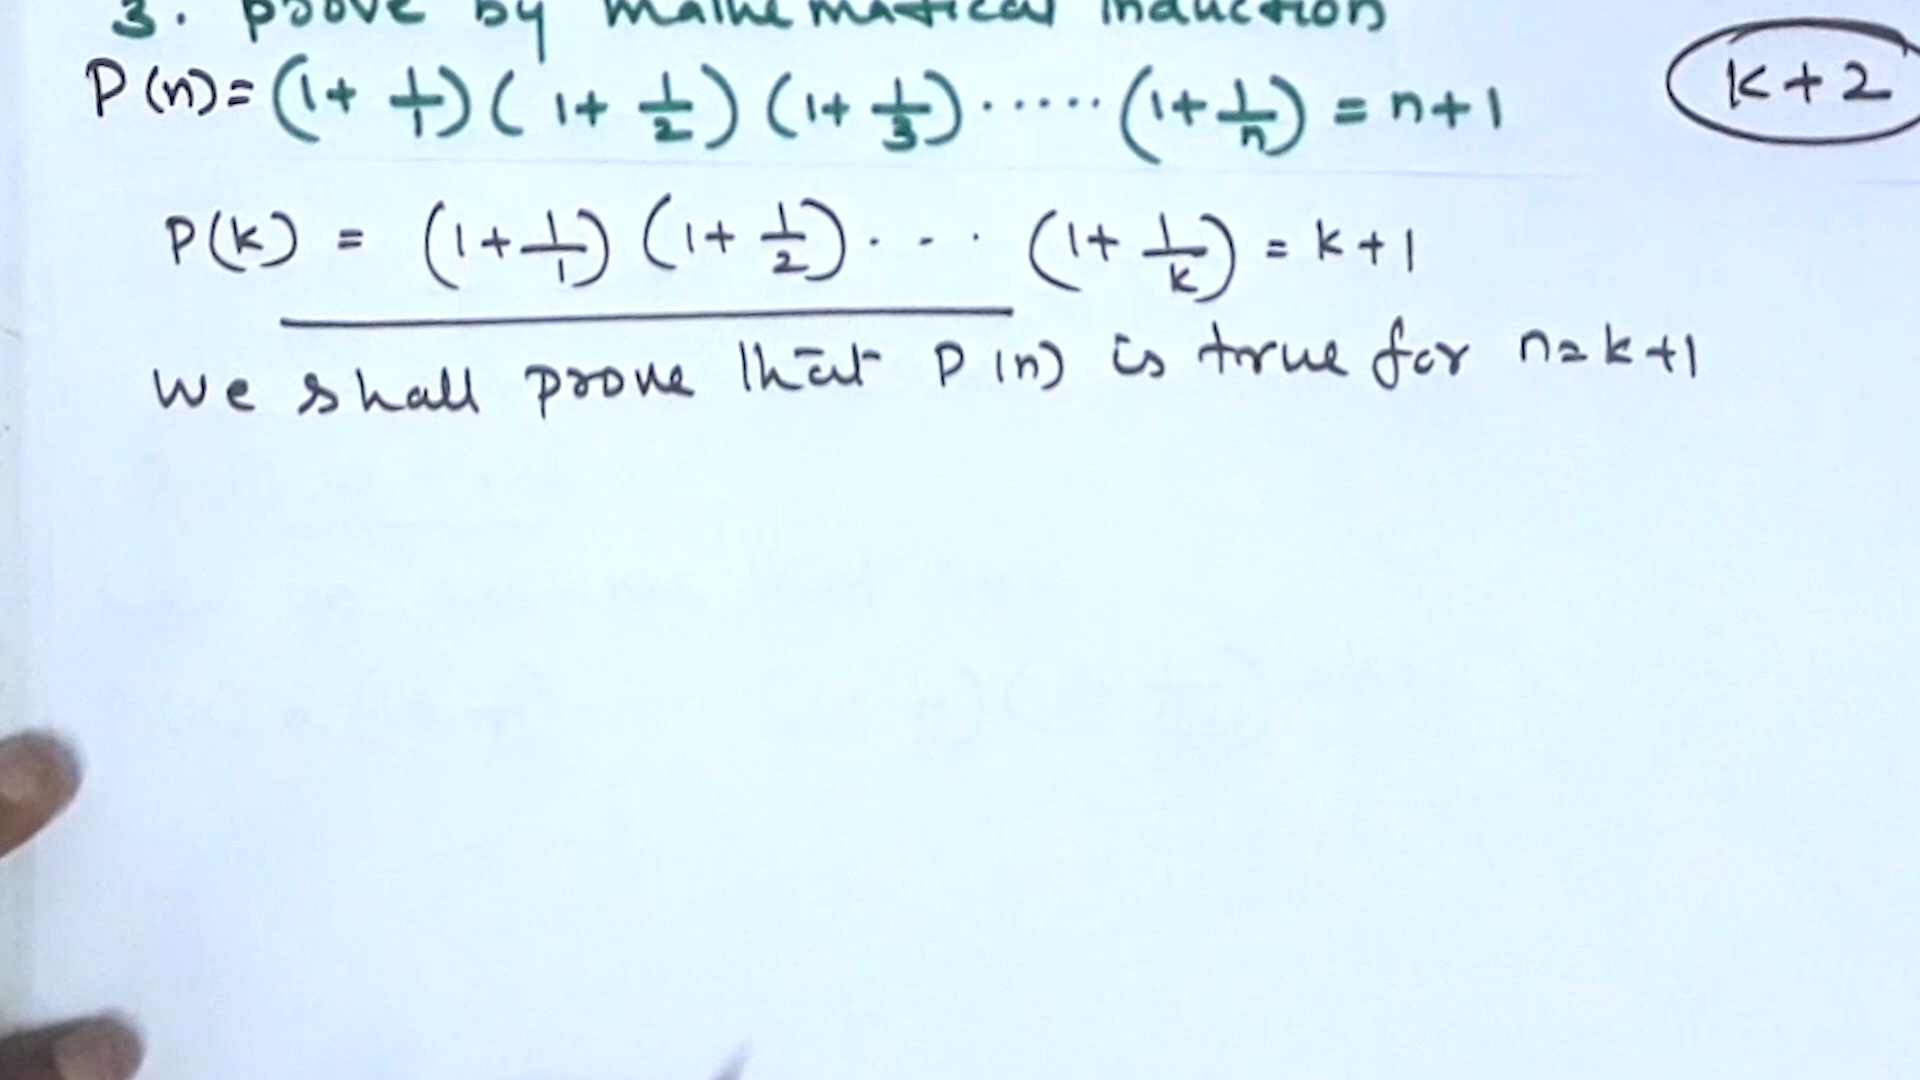 3. prove by mathematical induction
P(n)= (1+ 1/1)( 1+ 1/2) (1+ 1/3)......(1+ 1/n) = n+1
k+2
P(k) = (1+ 1/1) (1+ 1/2). . . (1+ 1/k) = k+1
We shall prove that P(n) is true for n=k+1